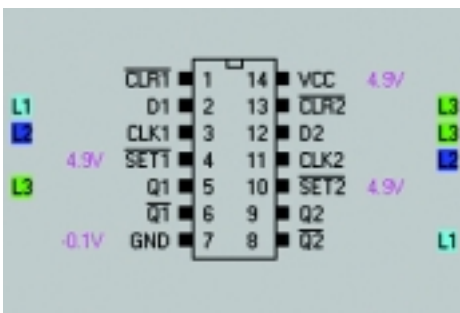 CLR1 1 14 VCC 4.9V
L1 D1 2 13 CLR2 L3
L2 CLK1 3 12 D2 L3
4.9V SET1 4 11 CLK2 L2
L3 Q1 5 10 SET2 4.9V
Q1 6 9 Q2
-0.1V GND 7 8 Q2 L1